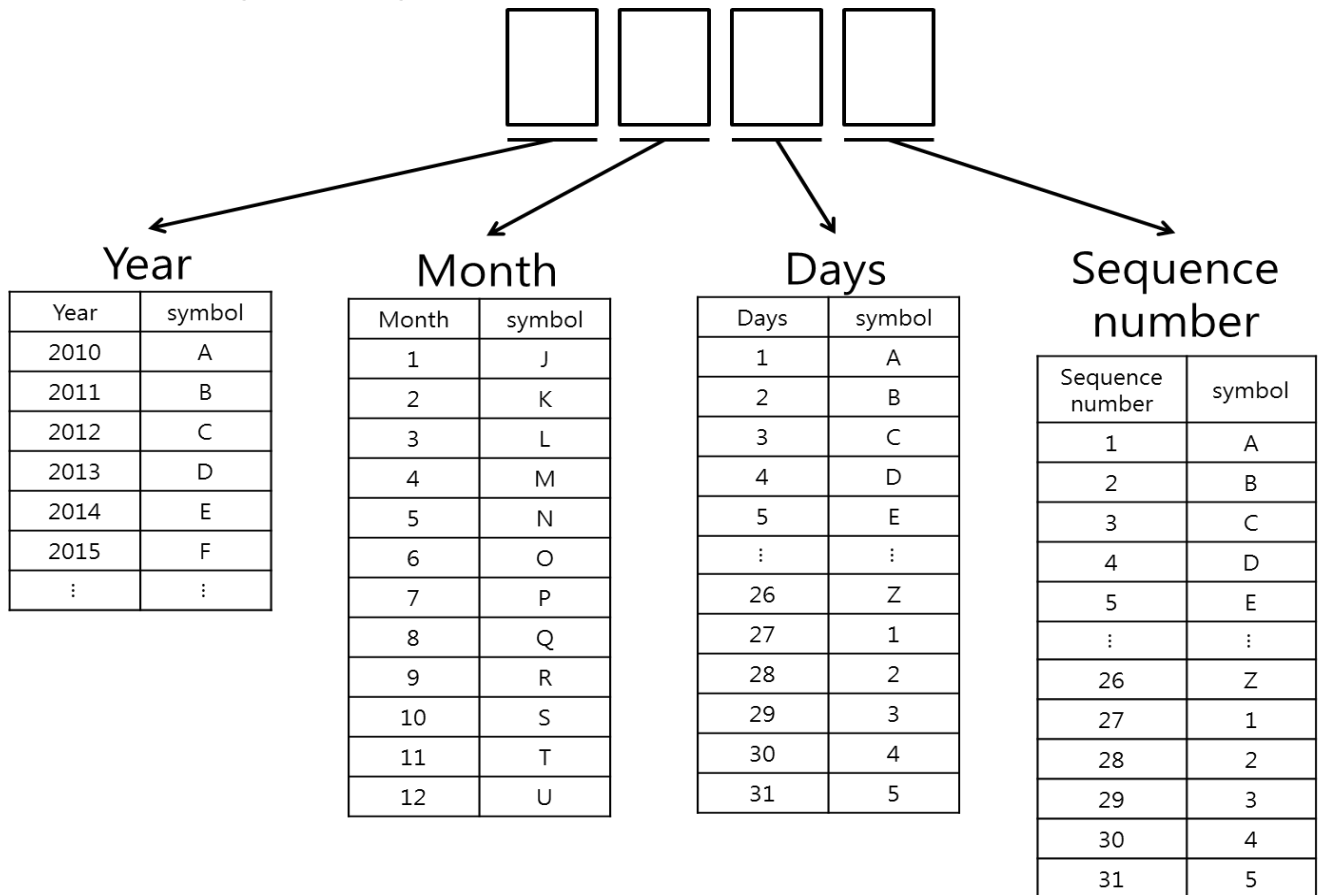 Year
Year symbol
2010 A
2011 B
2012 C
2013 D
2014 E
2015 F
⋮ ⋮
Month
Month symbol
1 J
2 K
3 L
4 M
5 N
6 O
7 P
8 Q
9 R
10 S
11 T
12 U
Days
Days symbol
1 A
2 B
3 C
4 D
5 E
⋮ ⋮
26 Z
27 1
28 2
29 3
30 4
31 5
Sequence
number
Sequence
number symbol
1 A
2 B
3 C
4 D
5 E
⋮ ⋮
26 Z
27 1
28 2
29 3
30 4
31 5